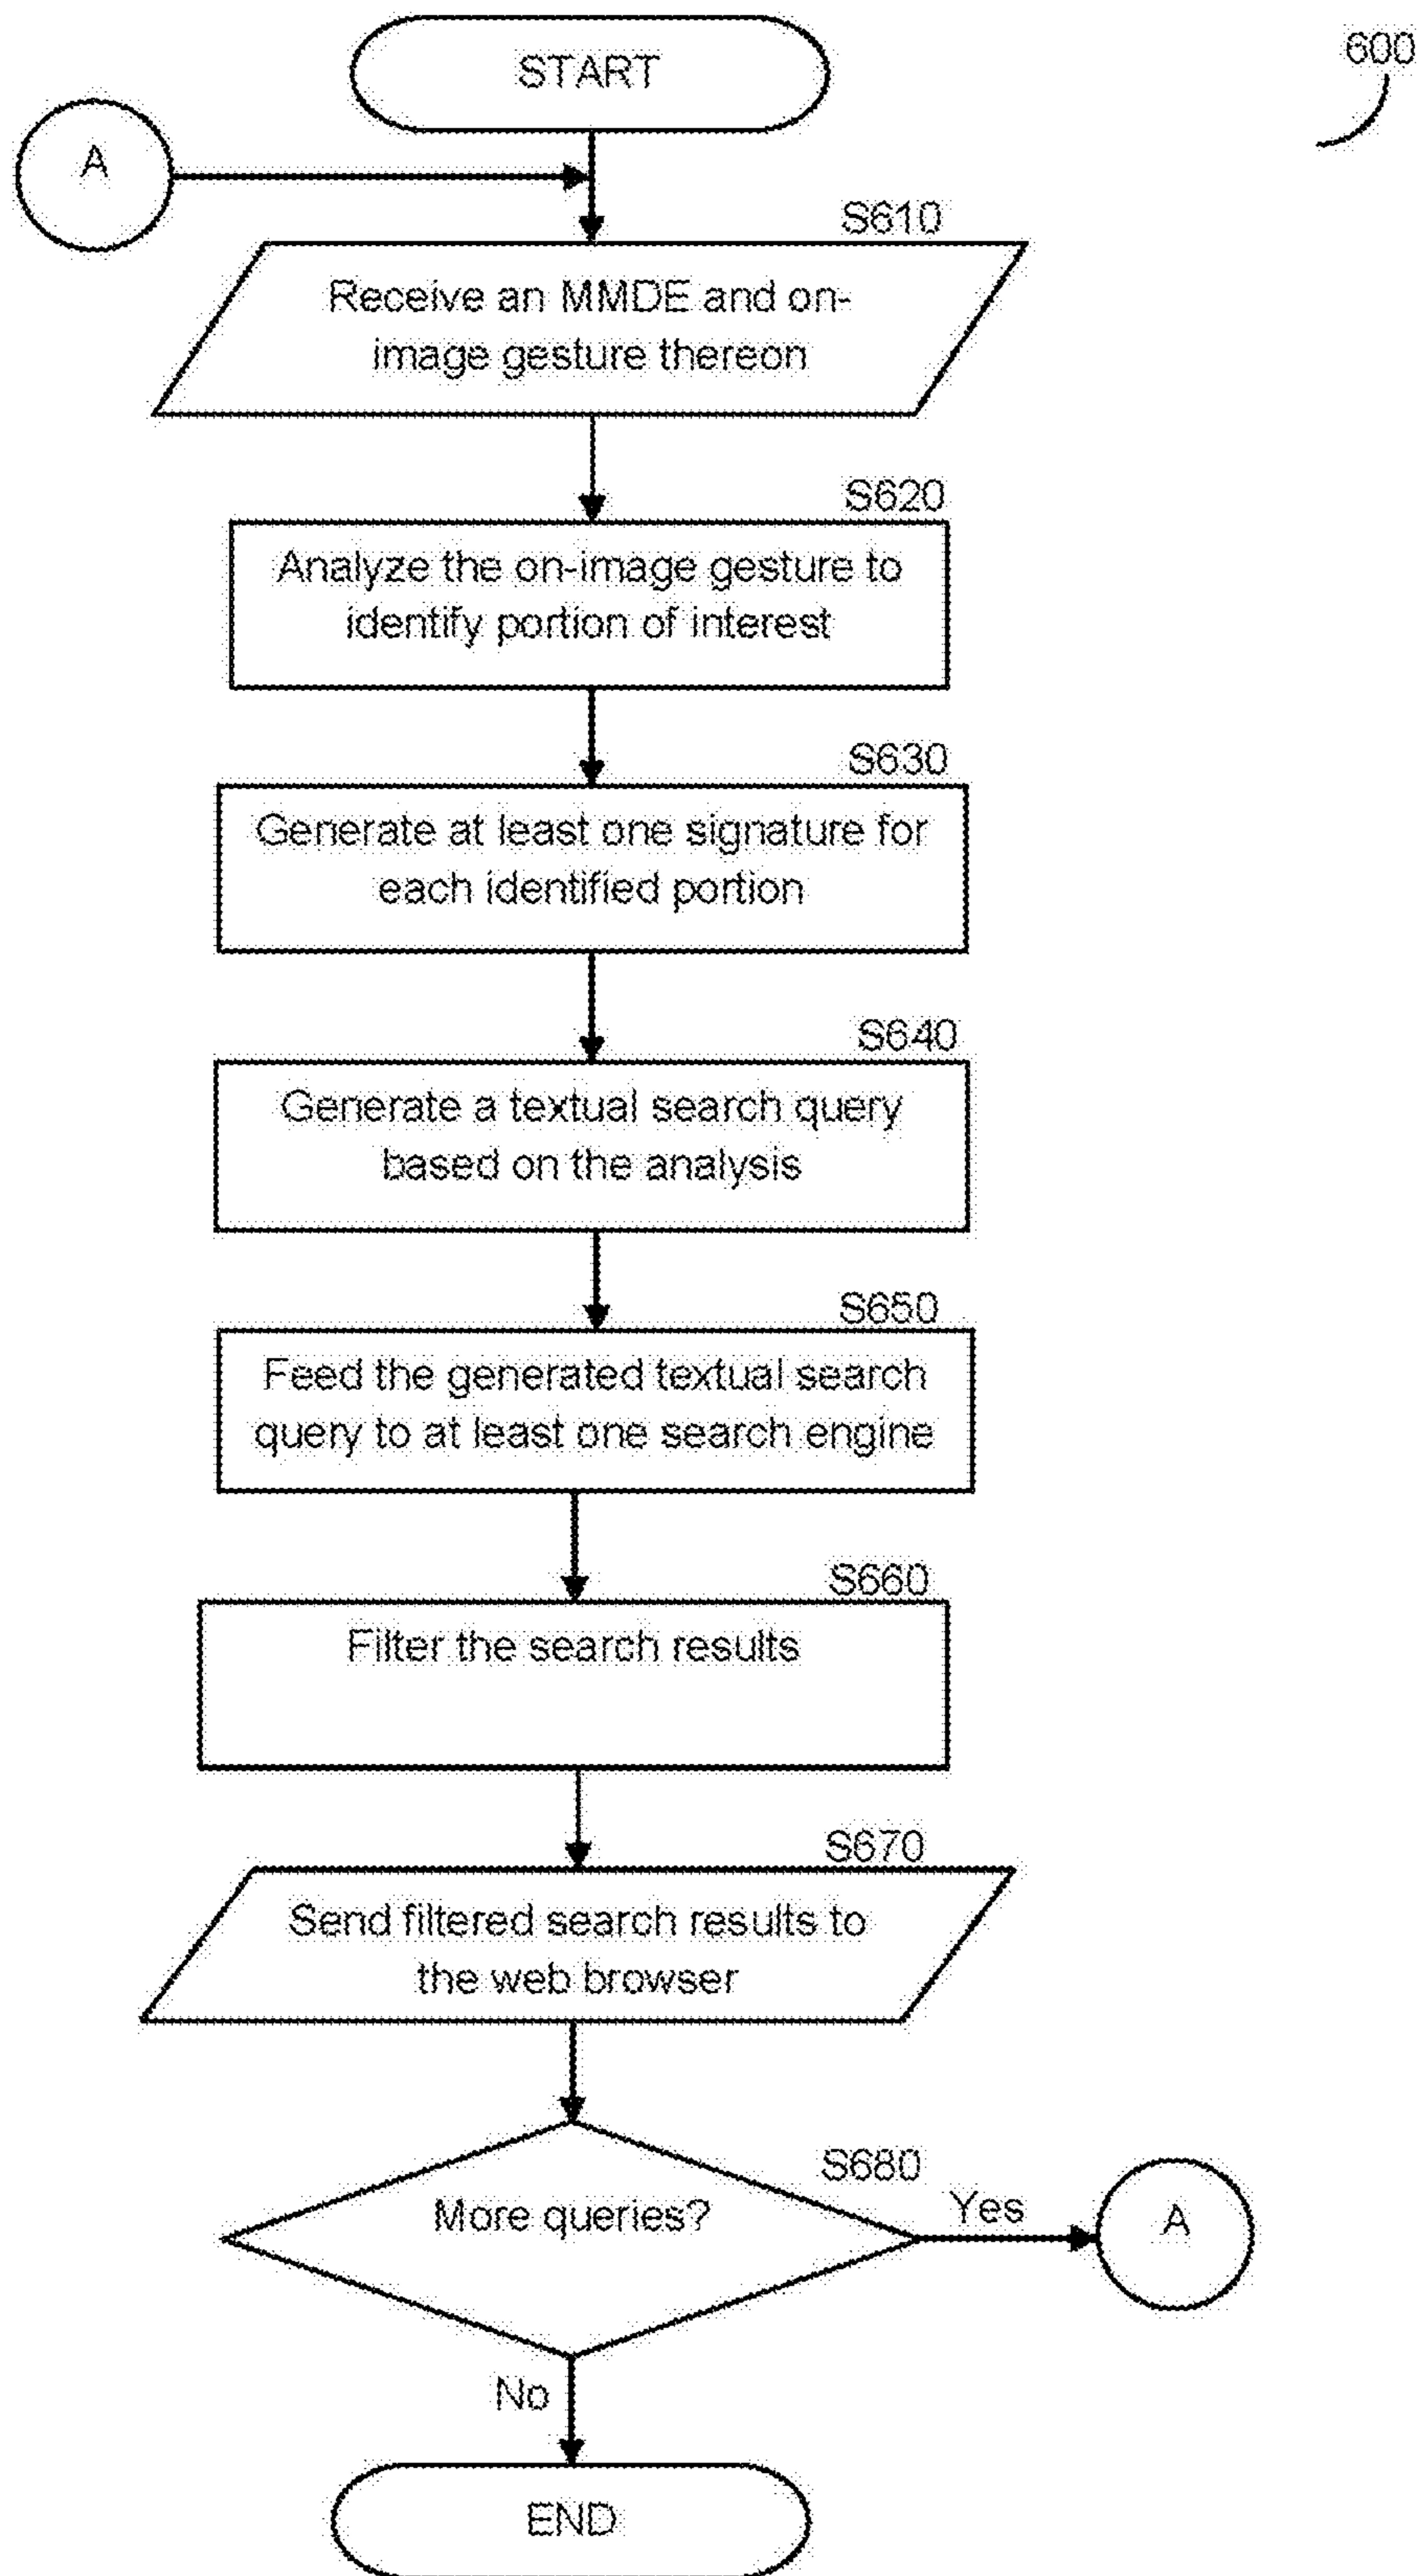 START
600
A
S610
Receive an MMDE and on-
image gesture thereon
S620
Analyze the on-image gesture to
identify portion of interest
S630
Generate at least one signature for
each identified portion
S640
Generate a textual search query
based on the analysis
S650
Feed the generated textual search
query to at least one search engine
S660
Filter the search results
S670
Send filtered search results to
the web browser
S680
More queries?
Yes
A
No
END